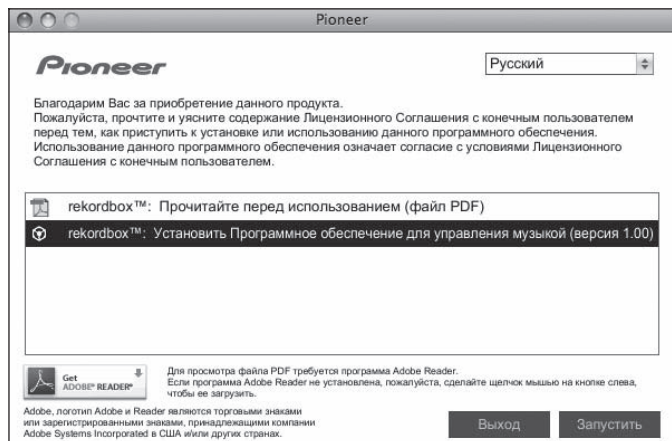 Pioneer
Pioneer
Русский
Благодарим Вас за приобретение данного продукта.
Пожалуйста, прочтите и уясните содержание Лицензионного Соглашения с конечным пользователем
перед тем, как приступить к установке или использованию данного программного обеспечения.
Использование данного программного обеспечения означает согласие с условиями Лицензионного
Соглашения с конечным пользователем.
rekordbox™: Прочитайте перед использованием (файл PDF)
rekordbox™: Установить Программное обеспечение для управления музыкой (версия 1.00)
Get
ADOBE® READER®
Для просмотра файла PDF требуется программа Adobe Reader.
Если программа Adobe Reader не установлена, пожалуйста, сделайте щелчок мышью на кнопке слева,
чтобы ее загрузить.
Adobe, логотип Adobe и Reader являются торговыми знаками
или зарегистрированными знаками, принадлежащими компании
Adobe Systems Incorporated в США и/или других странах.
Выход
Запустить